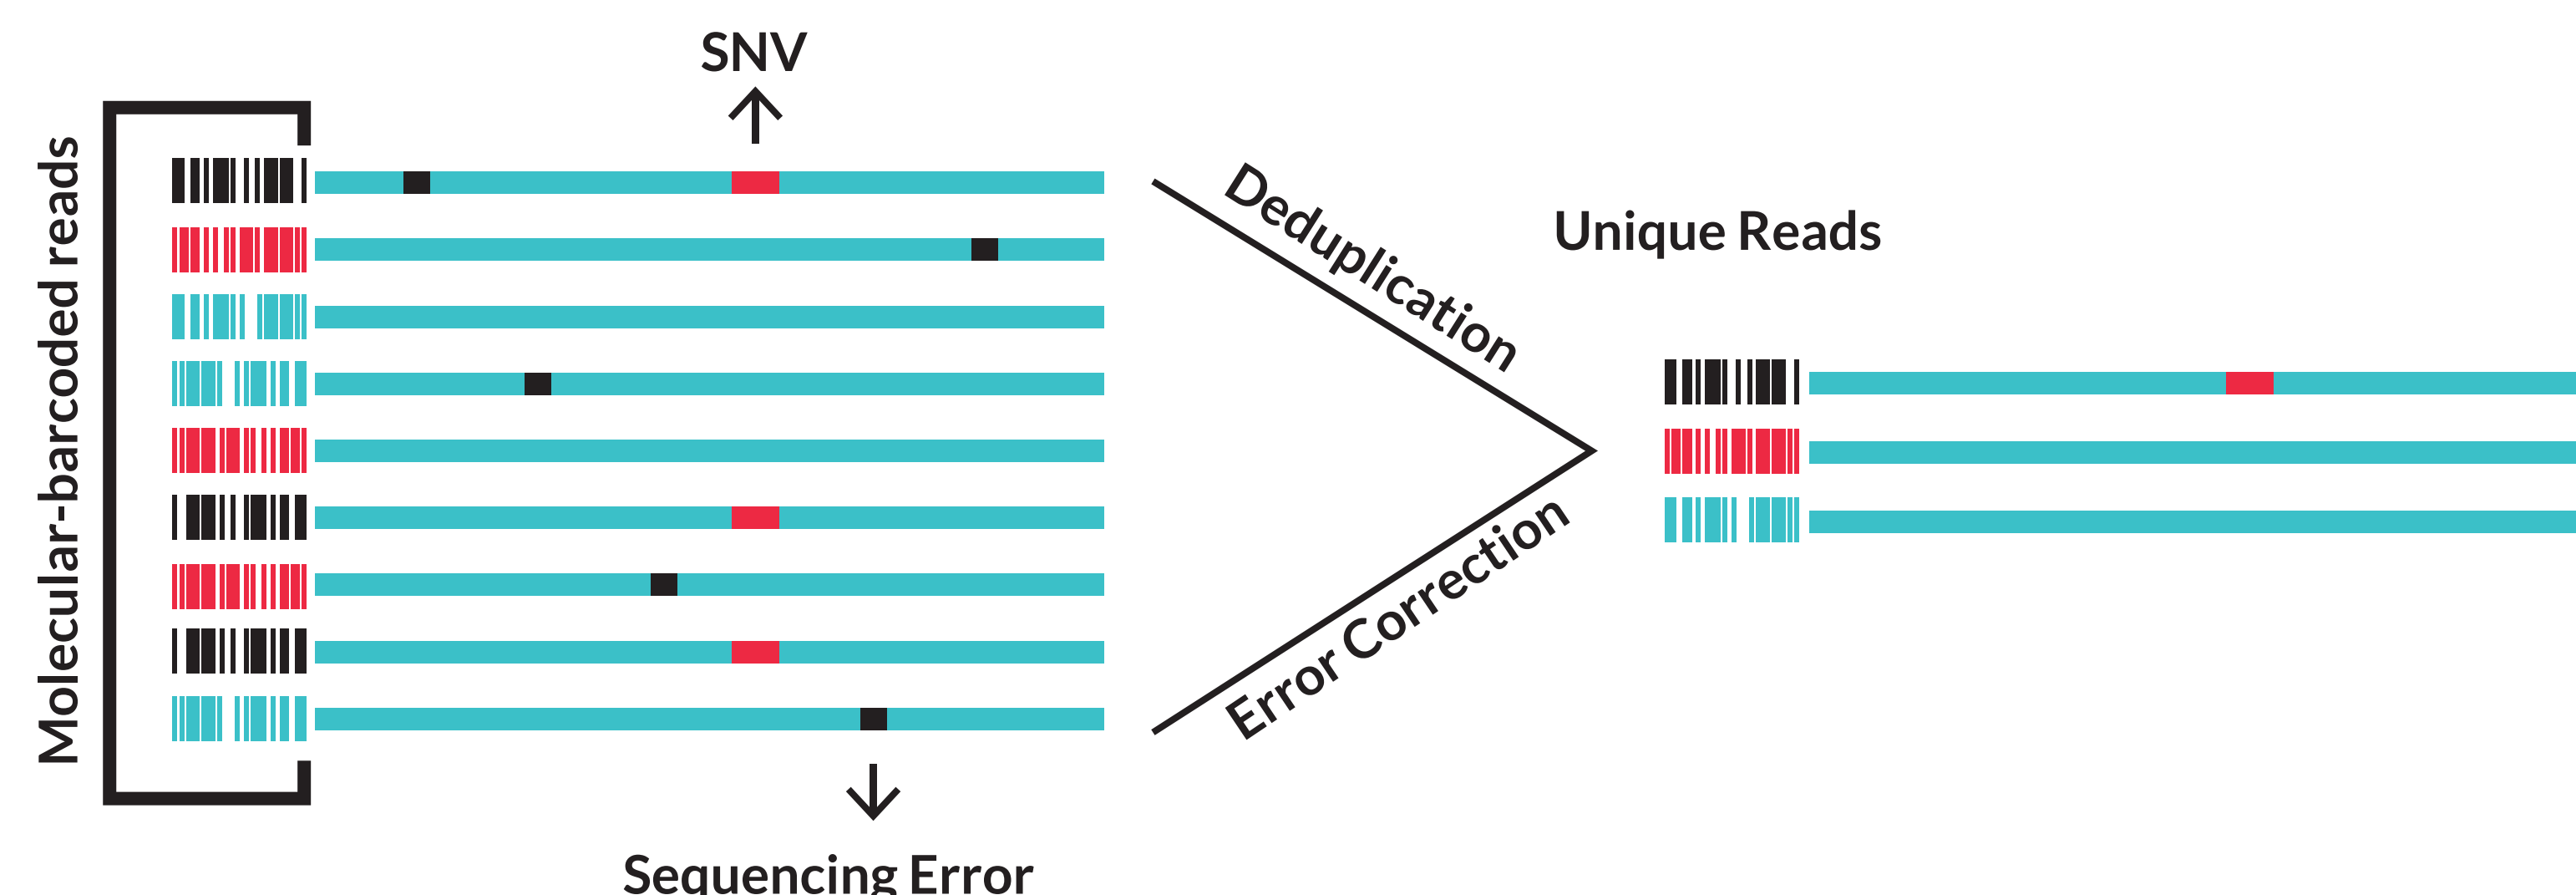 SNV
Molecular-barcoded reads
Deduplication
Unique Reads
Error Correction
Sequencing Error